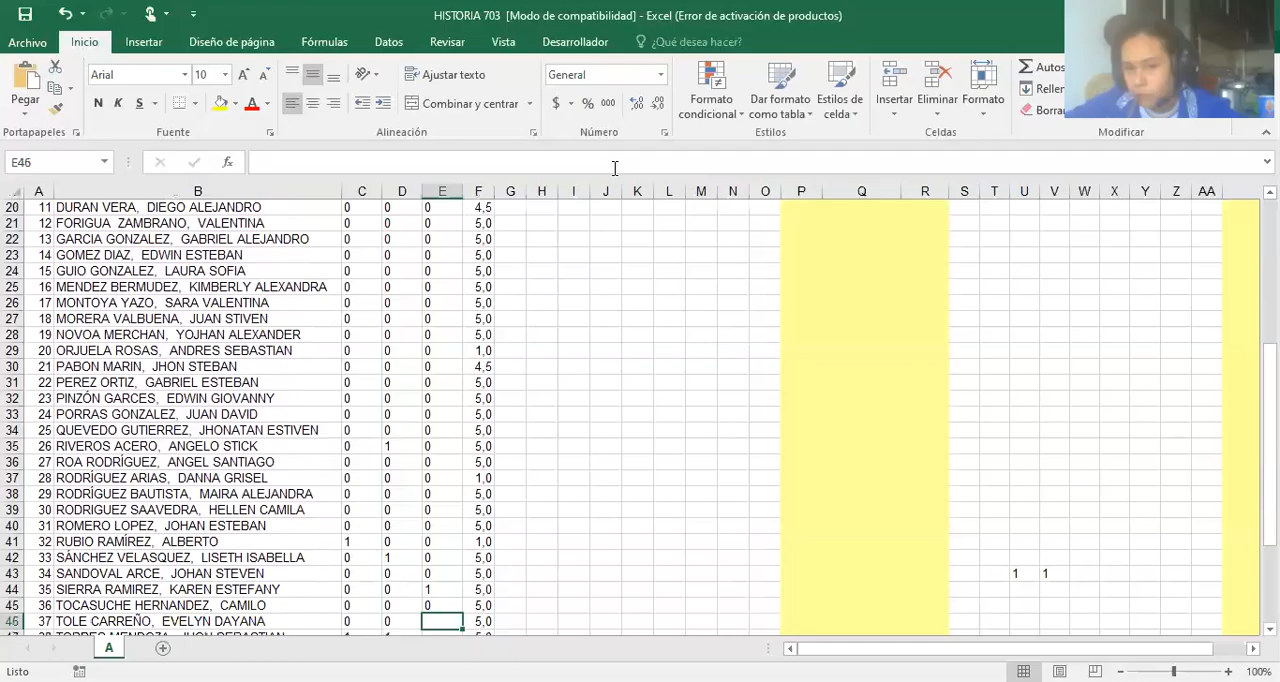 HISTORIA 703 [Modo de compatibilidad] - Excel (Error de activación de productos)
Archivo Inicio Insertar Diseño de página Fórmulas Datos Revisar Vista Desarrollador ¿Qué desea hacer?
Pegar Arial 10 Ajustar texto General Formato condicional Dar formato como tabla Estilos de celda Insertar Eliminar Formato
N K S Combinar y centrar $ % 000
Portapapeles Fuente Alineación Número Estilos Celdas Modificar
E46 fx
A B C D E F G H I J K L M N O P Q R S T U V W X Y Z AA
20 11 DURAN VERA, DIEGO ALEJANDRO 0 0 0 4,5
21 12 FORIGUA ZAMBRANO, VALENTINA 0 0 0 5,0
22 13 GARCIA GONZALEZ, GABRIEL ALEJANDRO 0 0 0 5,0
23 14 GOMEZ DIAZ, EDWIN ESTEBAN 0 0 0 5,0
24 15 GUIO GONZALEZ, LAURA SOFIA 0 0 0 5,0
25 16 MENDEZ BERMUDEZ, KIMBERLY ALEXANDRA 0 0 0 5,0
26 17 MONTOYA YAZO, SARA VALENTINA 0 0 0 5,0
27 18 MORERA VALBUENA, JUAN STIVEN 0 0 0 5,0
28 19 NOVOA MERCHAN, YOJHAN ALEXANDER 0 0 0 5,0
29 20 ORJUELA ROSAS, ANDRES SEBASTIAN 0 0 0 1,0
30 21 PABON MARIN, JHON STEBAN 0 0 0 4,5
31 22 PEREZ ORTIZ, GABRIEL ESTEBAN 0 0 0 5,0
32 23 PINZÓN GARCES, EDWIN GIOVANNY 0 0 0 5,0
33 24 PORRAS GONZALEZ, JUAN DAVID 0 0 0 5,0
34 25 QUEVEDO GUTIERREZ, JHONATAN ESTIVEN 0 0 0 5,0
35 26 RIVEROS ACERO, ANGELO STICK 0 1 0 5,0
36 27 ROA RODRÍGUEZ, ANGEL SANTIAGO 0 0 0 5,0
37 28 RODRÍGUEZ ARIAS, DANNA GRISEL 0 0 0 1,0
38 29 RODRÍGUEZ BAUTISTA, MAIRA ALEJANDRA 0 0 0 5,0
39 30 RODRIGUEZ SAAVEDRA, HELLEN CAMILA 0 0 0 5,0
40 31 ROMERO LOPEZ, JOHAN ESTEBAN 0 0 0 5,0
41 32 RUBIO RAMÍREZ, ALBERTO 1 0 0 1,0
42 33 SÁNCHEZ VELASQUEZ, LISETH ISABELLA 0 1 0 5,0
43 34 SANDOVAL ARCE, JOHAN STEVEN 0 0 0 5,0 1 1
44 35 SIERRA RAMIREZ, KAREN ESTEFANY 0 0 1 5,0
45 36 TOCASUCHE HERNANDEZ, CAMILO 0 0 0 5,0
46 37 TOLE CARREÑO, EVELYN DAYANA 0 0 5,0
A
Listo 100%